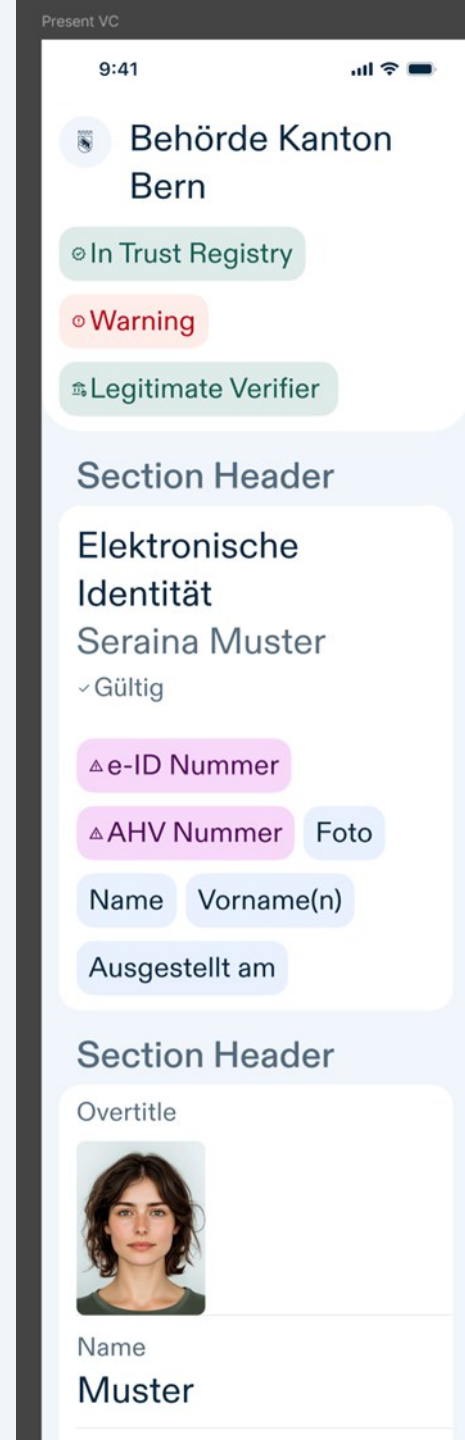 Present VC
9:41
Behörde Kanton
Bern
In Trust Registry
Warning
Legitimate Verifier
Section Header
Elektronische
Identität
Seraina Muster
Gültig
e-ID Nummer
AHV Nummer Foto
Name Vorname(n)
Ausgestellt am
Section Header
Overtitle
Name
Muster